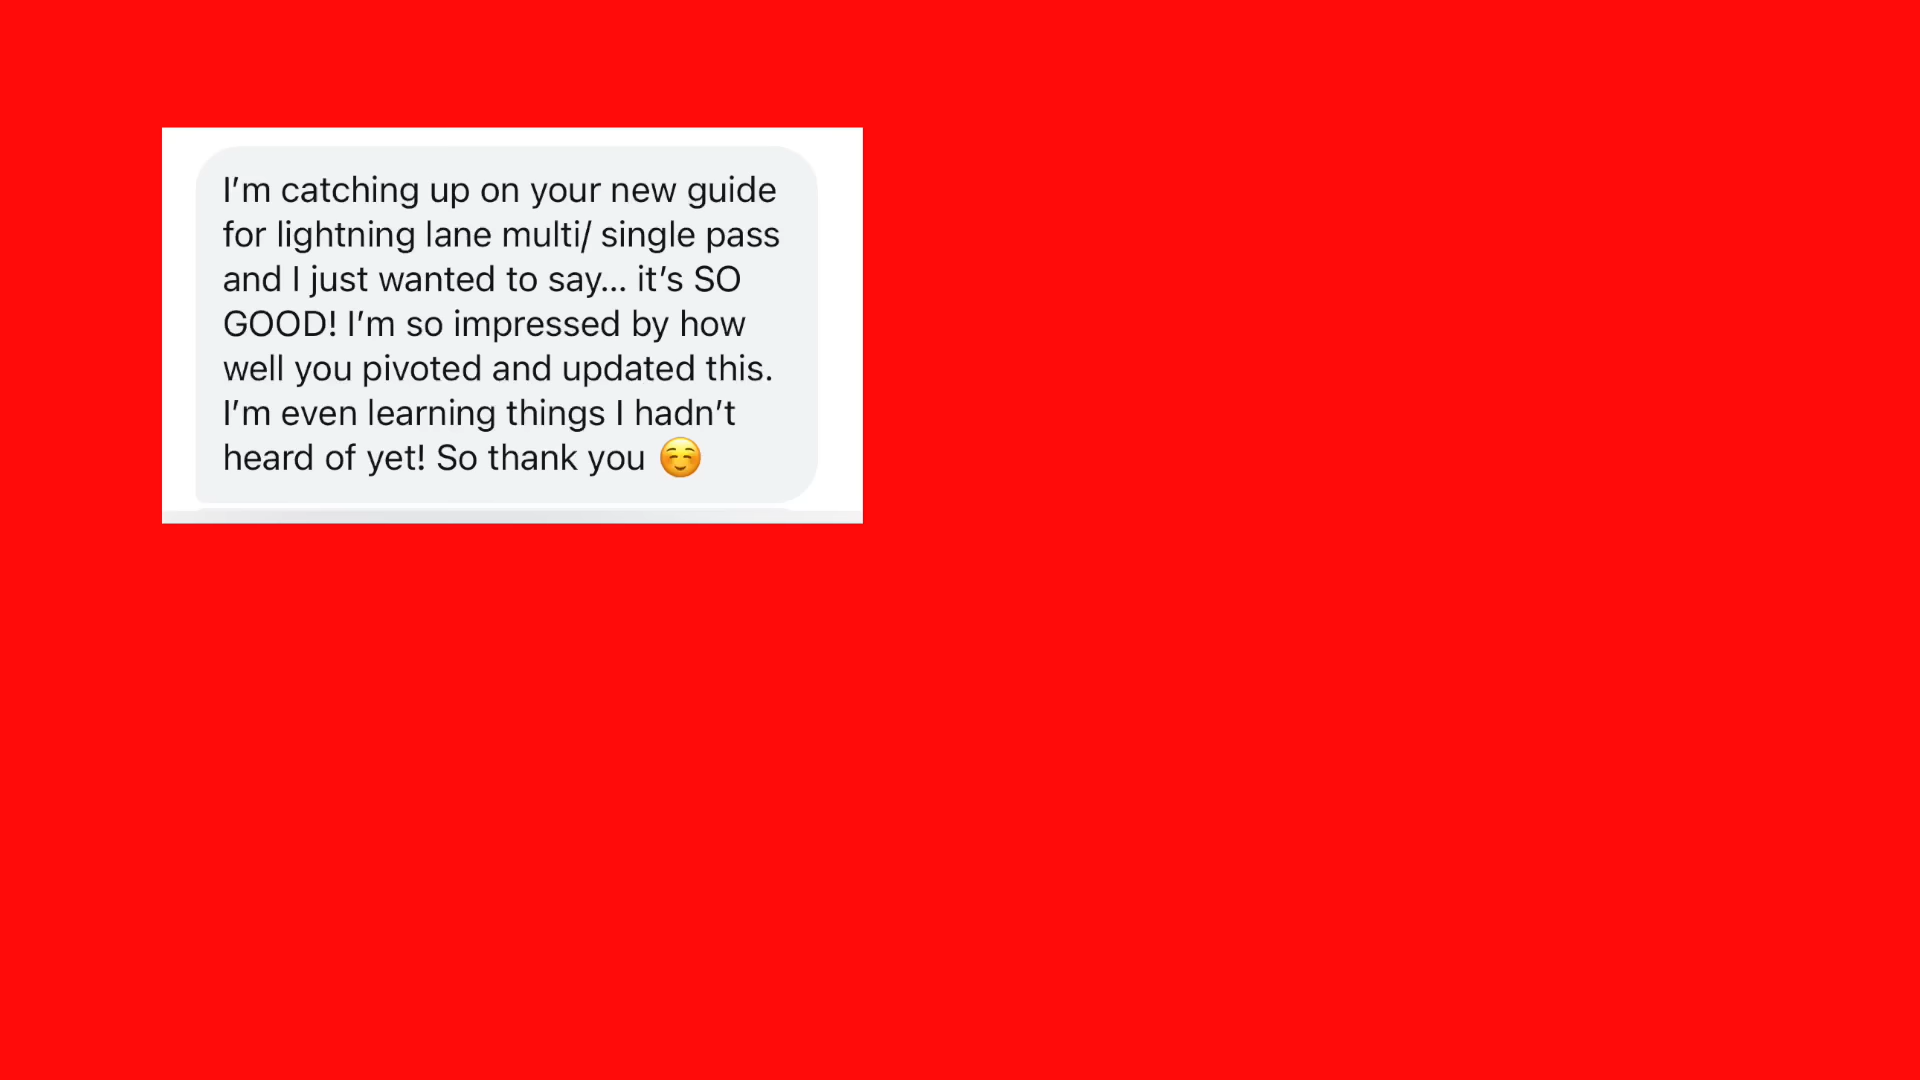 I’m catching up on your new guide
for lightning lane multi/ single pass
and I just wanted to say... it’s SO
GOOD! I’m so impressed by how
well you pivoted and updated this.
I’m even learning things I hadn’t
heard of yet! So thank you ☺️